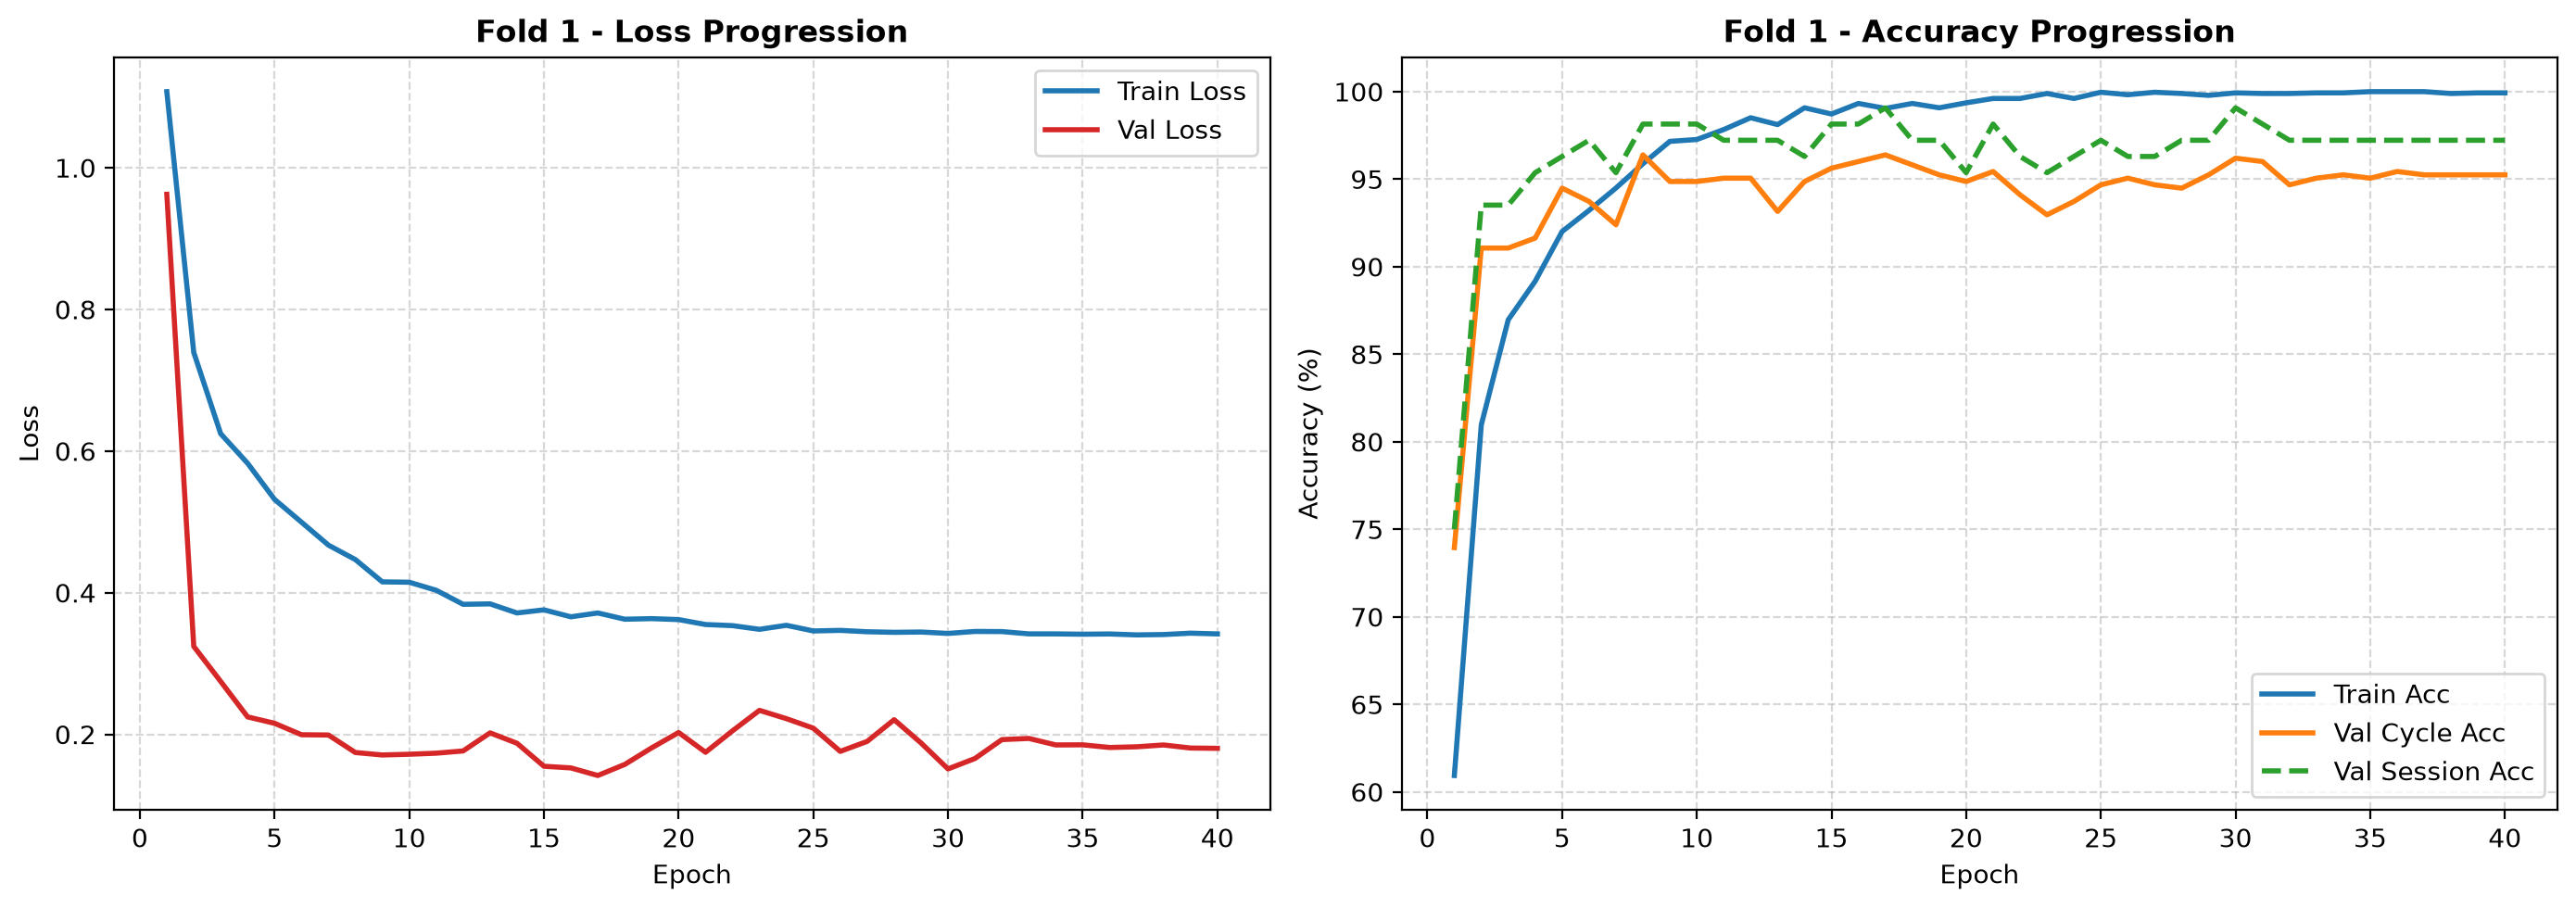 Fold 1 - Loss Progression
Train Loss
Val Loss
1.0
0.8
0.6
0.4
0.2
Loss
0 5 10 15 20 25 30 35 40
Epoch
Fold 1 - Accuracy Progression
100
95
90
85
80
75
70
65
60
Accuracy (%)
Train Acc
Val Cycle Acc
Val Session Acc
0 5 10 15 20 25 30 35 40
Epoch